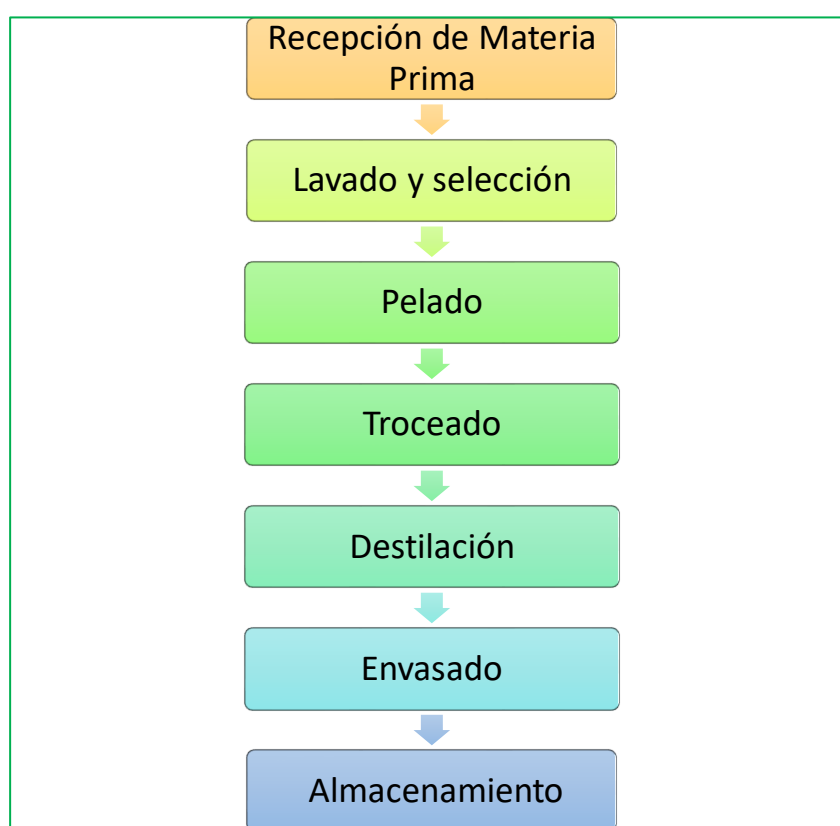 Recepción de Materia
Prima
Lavado y selección
Pelado
Troceado
Destilación
Envasado
Almacenamiento